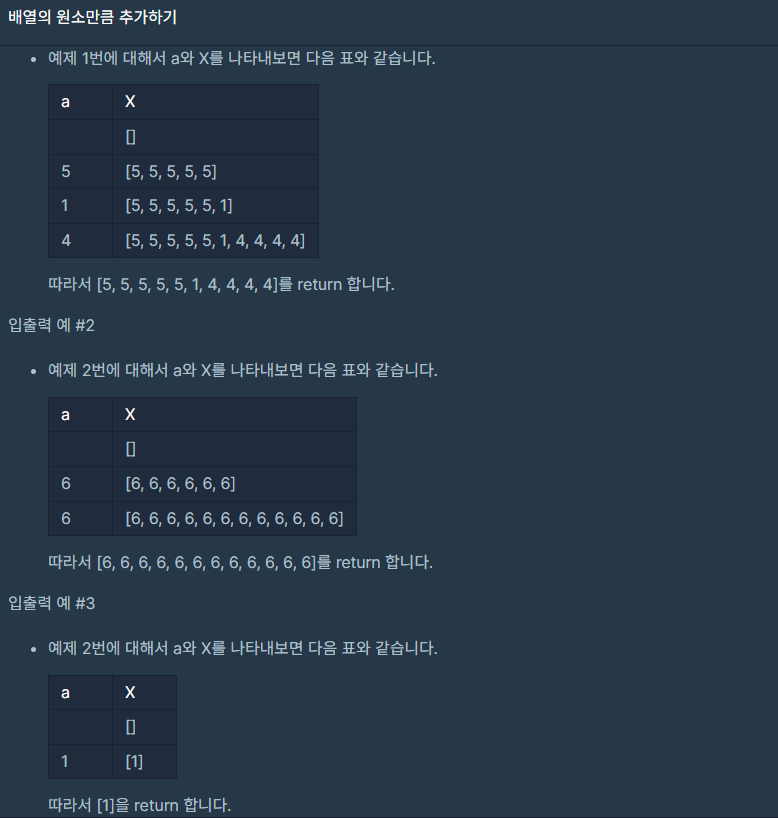 배열의 원소만큼 추가하기
예제 1번에 대해서 a와 X를 나타내보면 다음 표와 같습니다.
a X
[]
5 [5, 5, 5, 5, 5]
1 [5, 5, 5, 5, 5, 1]
4 [5, 5, 5, 5, 5, 1, 4, 4, 4, 4]
따라서 [5, 5, 5, 5, 5, 1, 4, 4, 4, 4]를 return 합니다.
입출력 예 #2
예제 2번에 대해서 a와 X를 나타내보면 다음 표와 같습니다.
a X
[]
6 [6, 6, 6, 6, 6, 6]
6 [6, 6, 6, 6, 6, 6, 6, 6, 6, 6, 6, 6]
따라서 [6, 6, 6, 6, 6, 6, 6, 6, 6, 6, 6, 6]를 return 합니다.
입출력 예 #3
예제 2번에 대해서 a와 X를 나타내보면 다음 표와 같습니다.
a X
[]
1 [1]
따라서 [1]을 return 합니다.